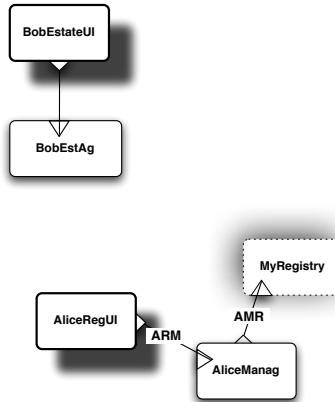 BobEstateUI
BobEstAg
MyRegistry
AliceRegUI
AMR
ARM
AliceManag